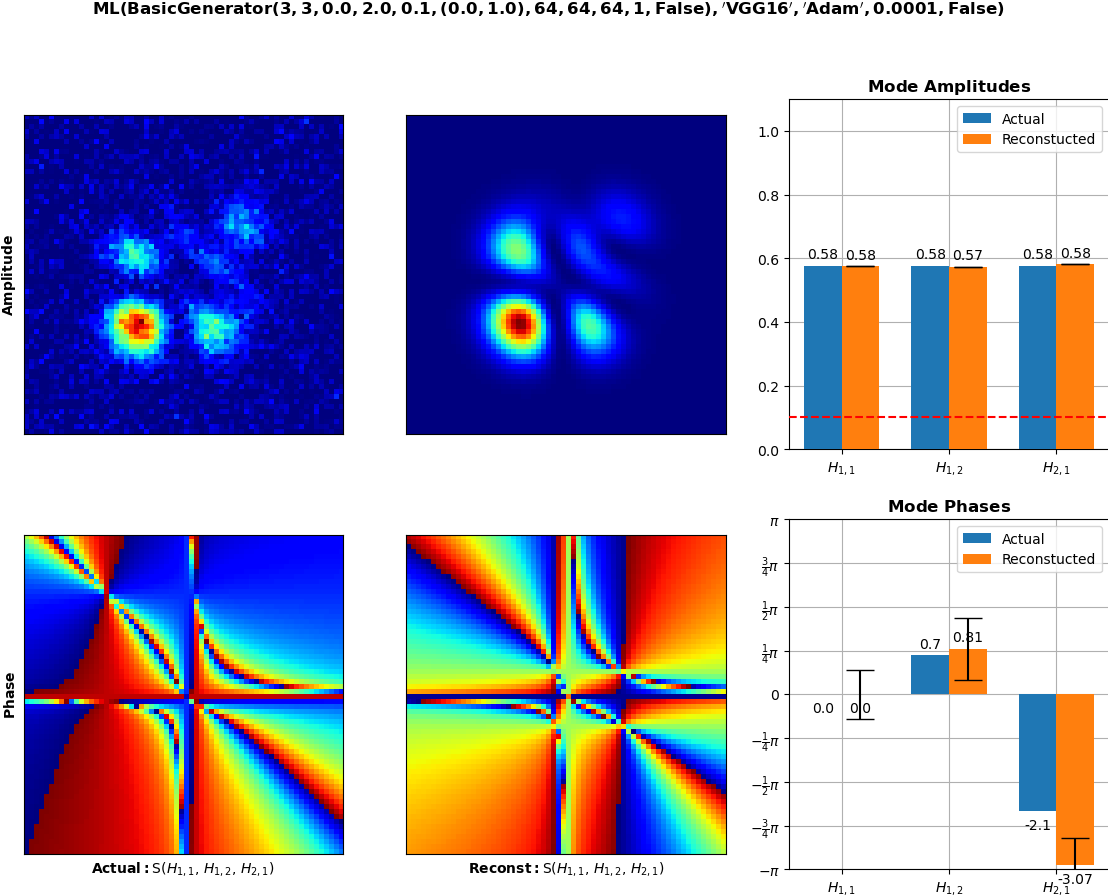 ML(BasicGenerator(3, 3, 0.0, 2.0, 0.1, (0.0, 1.0), 64, 64, 64, 1, False), ′VGG16′, ′Adam′, 0.0001, False)
Amplitude
Mode Amplitudes
Actual
Reconstucted
1.0
0.8
0.6
0.4
0.2
0.0
0.58 0.58 0.58 0.57 0.58 0.58
H1,1 H1,2 H2,1
Phase
Actual: S(H1,1, H1,2, H2,1)
Reconst: S(H1,1, H1,2, H2,1)
Mode Phases
Actual
Reconstucted
π
3/4π
1/2π
1/4π
0
−1/4π
−1/2π
−3/4π
−π
0.0 0.0 0.7 0.81 -2.1 -3.07
H1,1 H1,2 H2,1